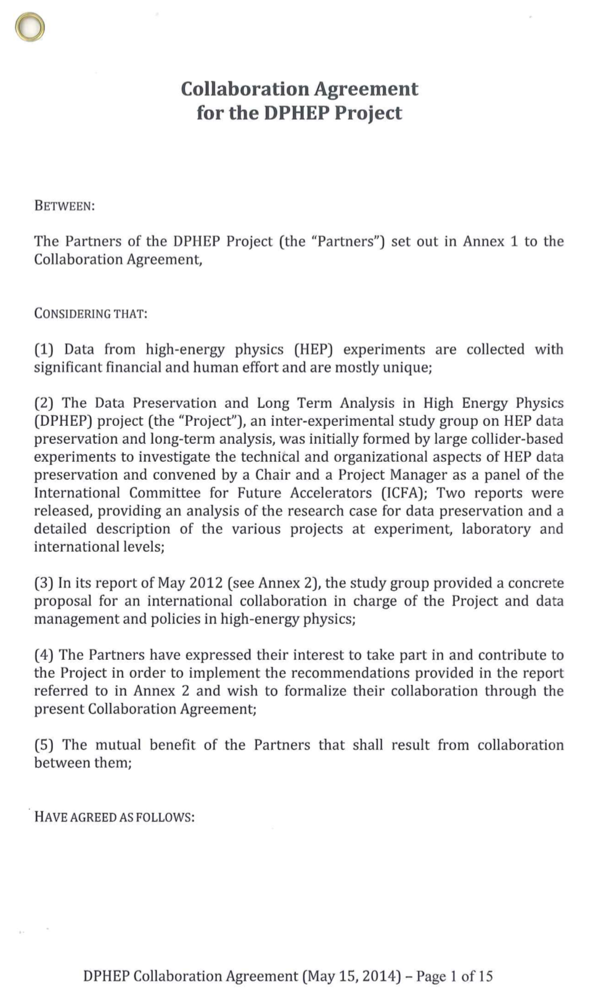 Collaboration Agreement
for the DPHEP Project
BETWEEN:
The Partners of the DPHEP Project (the “Partners”) set out in Annex 1 to the
Collaboration Agreement,
CONSIDERING THAT:
(1) Data from high-energy physics (HEP) experiments are collected with
significant financial and human effort and are mostly unique;
(2) The Data Preservation and Long Term Analysis in High Energy Physics
(DPHEP) project (the “Project”), an inter-experimental study group on HEP data
preservation and long-term analysis, was initially formed by large collider-based
experiments to investigate the technical and organizational aspects of HEP data
preservation and convened by a Chair and a Project Manager as a panel of the
International Committee for Future Accelerators (ICFA); Two reports were
released, providing an analysis of the research case for data preservation and a
detailed description of the various projects at experiment, laboratory and
international levels;
(3) In its report of May 2012 (see Annex 2), the study group provided a concrete
proposal for an international collaboration in charge of the Project and data
management and policies in high-energy physics;
(4) The Partners have expressed their interest to take part in and contribute to
the Project in order to implement the recommendations provided in the report
referred to in Annex 2 and wish to formalize their collaboration through the
present Collaboration Agreement;
(5) The mutual benefit of the Partners that shall result from collaboration
between them;
HAVE AGREED AS FOLLOWS:
DPHEP Collaboration Agreement (May 15, 2014) – Page 1 of 15